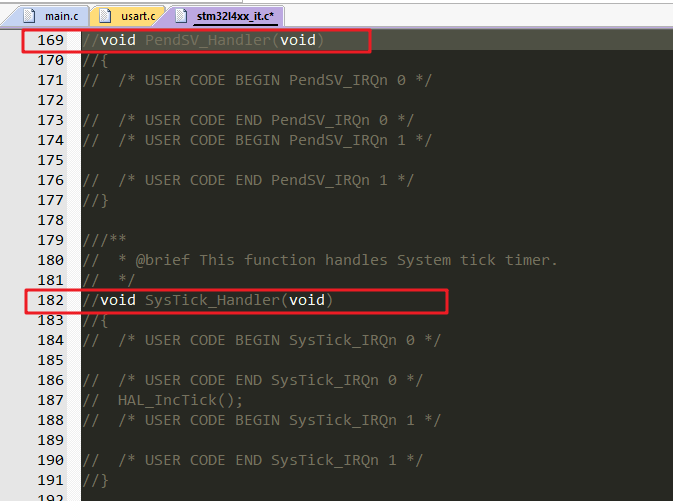 main.c usart.c stm32l4xx_it.c*
169 //void PendSV_Handler(void)
170 //{
171 //  /* USER CODE BEGIN PendSV_IRQn 0 */
172
173 //  /* USER CODE END PendSV_IRQn 0 */
174 //  /* USER CODE BEGIN PendSV_IRQn 1 */
175
176 //  /* USER CODE END PendSV_IRQn 1 */
177 //}
178
179 ///**
180 //  * @brief This function handles System tick timer.
181 //  */
182 //void SysTick_Handler(void)
183 //{
184 //  /* USER CODE BEGIN SysTick_IRQn 0 */
185
186 //  /* USER CODE END SysTick_IRQn 0 */
187 //  HAL_IncTick();
188 //  /* USER CODE BEGIN SysTick_IRQn 1 */
189
190 //  /* USER CODE END SysTick_IRQn 1 */
191 //}
192